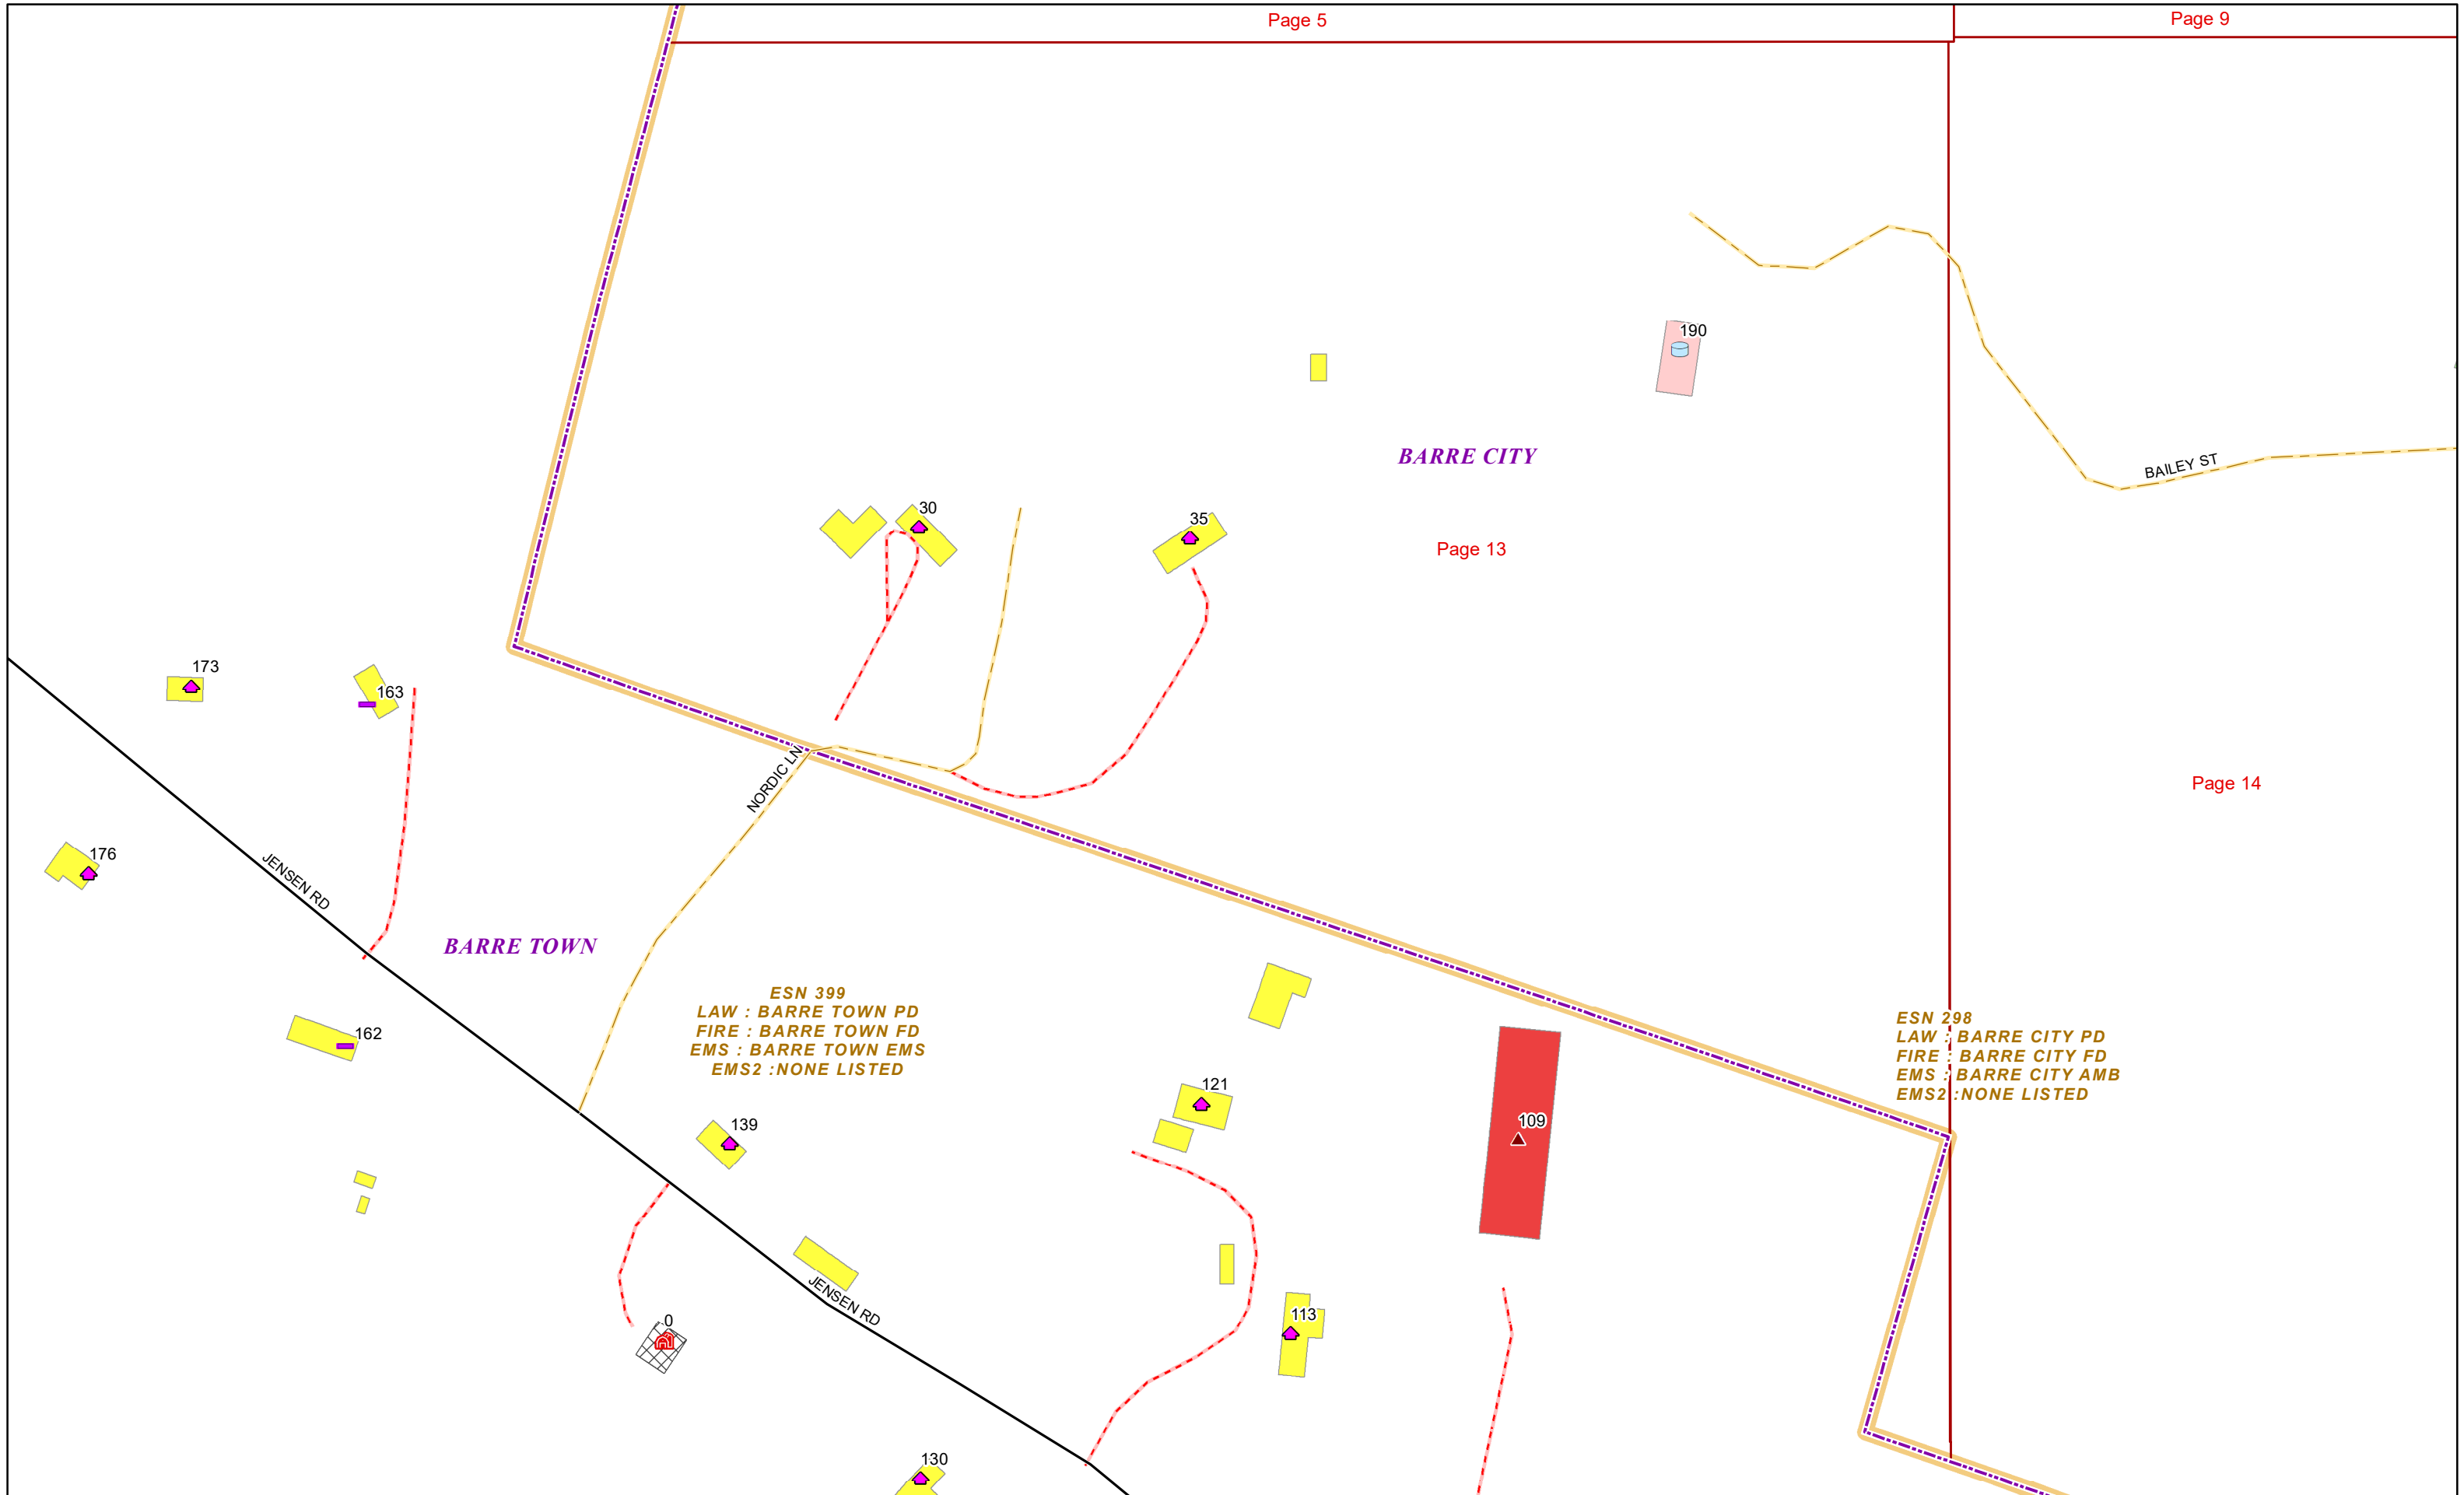 Page 5
Page 9
190
BARRE CITY
BAILEY ST
30
35
Page 13
173
163
NORDIC LN
Page 14
176
JENSEN RD
BARRE TOWN
ESN 399
LAW : BARRE TOWN PD
FIRE : BARRE TOWN FD
EMS : BARRE TOWN EMS
EMS2 :NONE LISTED
ESN 298
LAW : BARRE CITY PD
FIRE : BARRE CITY FD
EMS : BARRE CITY AMB
EMS2 :NONE LISTED
162
121
139
109
JENSEN RD
113
0
130